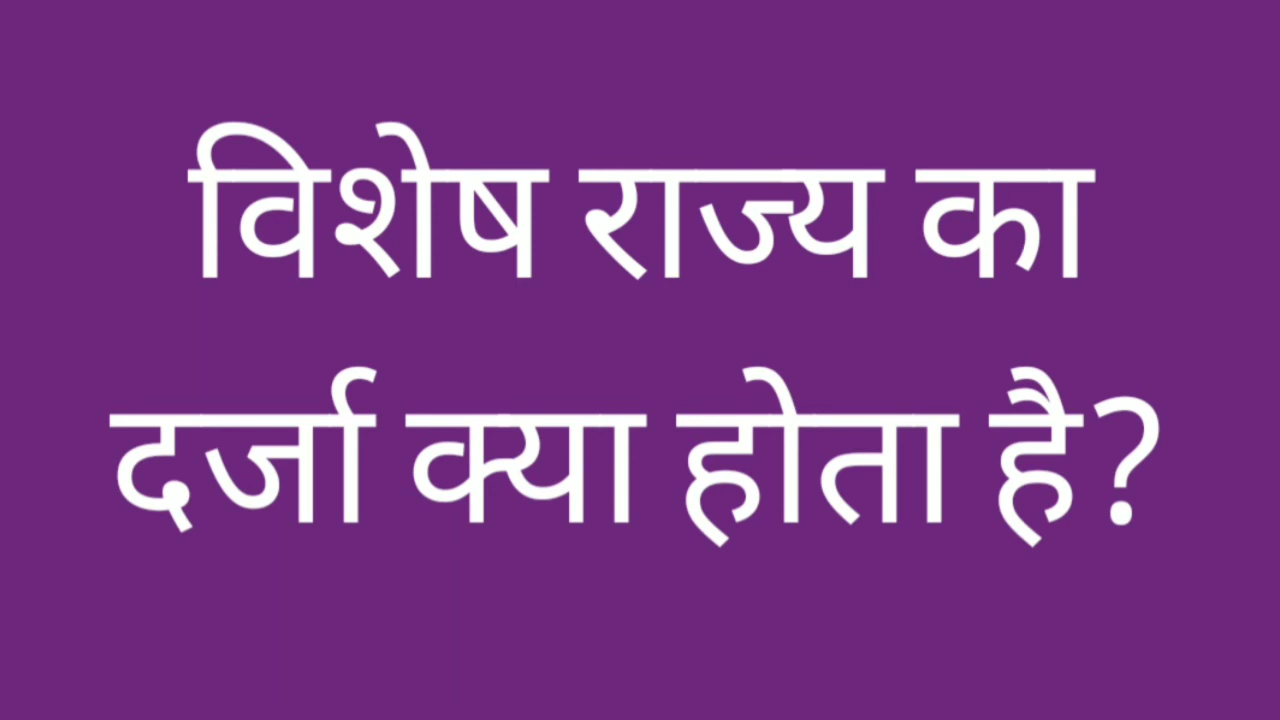 विशेष राज्य का
दर्जा क्या होता है?